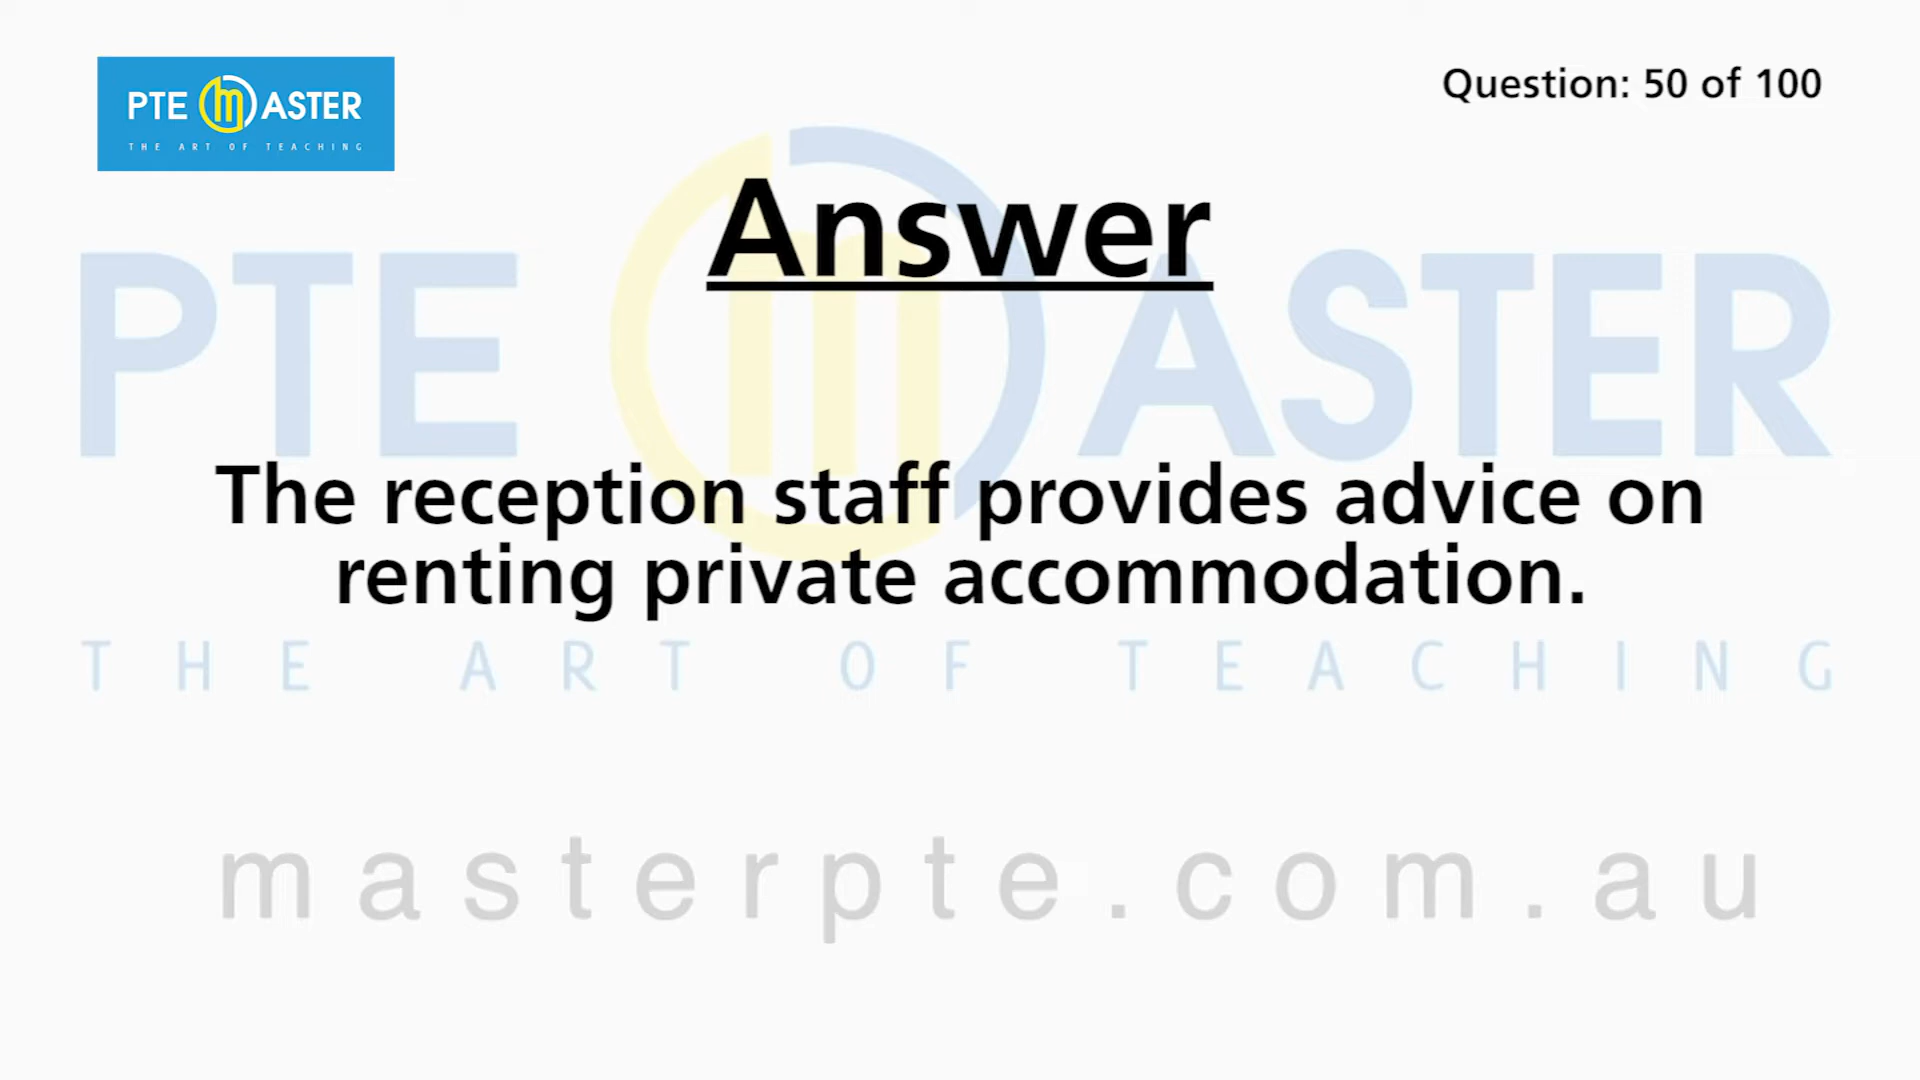 PTE MASTER
THE ART OF TEACHING
Question: 50 of 100
Answer
PTE MASTER
The reception staff provides advice on
renting private accommodation.
THE ART OF TEACHING
masterpte.com.au